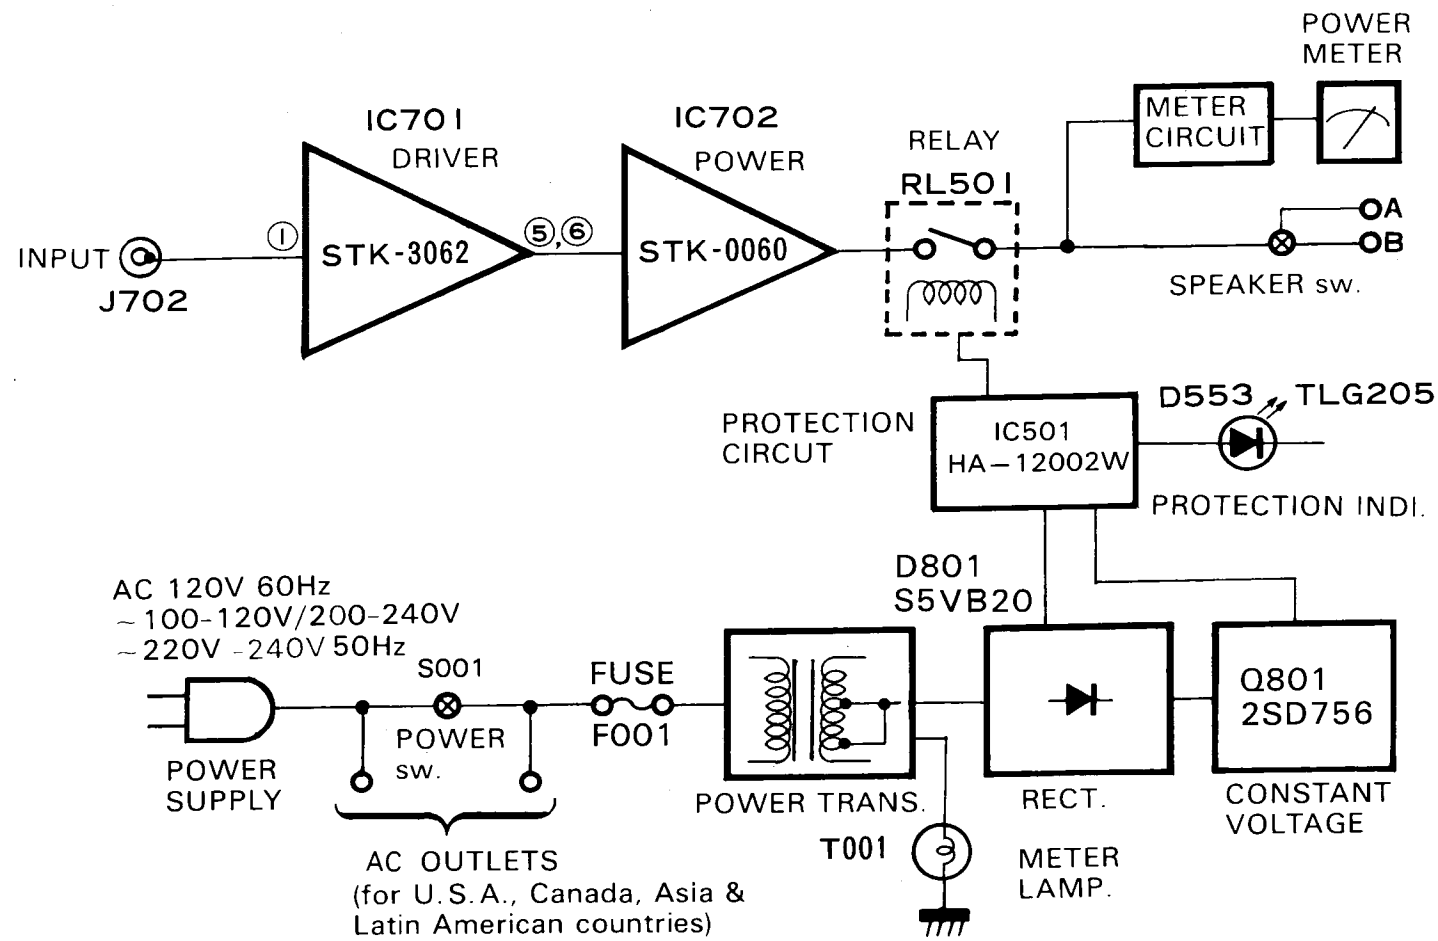 POWER
METER
IC701
DRIVER
IC702
POWER
RELAY
RL501
METER
CIRCUIT
INPUT
J702
1
STK-3062
5,6
STK-0060
A
B
SPEAKER sw.
PROTECTION
CIRCUT
IC501
HA-12002W
D553
TLG205
PROTECTION INDI.
AC 120V 60Hz
~100-120V/200-240V
~220V -240V 50Hz
S001
POWER
sw.
FUSE
F001
D801
S5VB20
Q801
2SD756
POWER
SUPPLY
POWER TRANS.
RECT.
CONSTANT
VOLTAGE
T001
METER
LAMP.
AC OUTLETS
(for U.S.A., Canada, Asia &
Latin American countries)